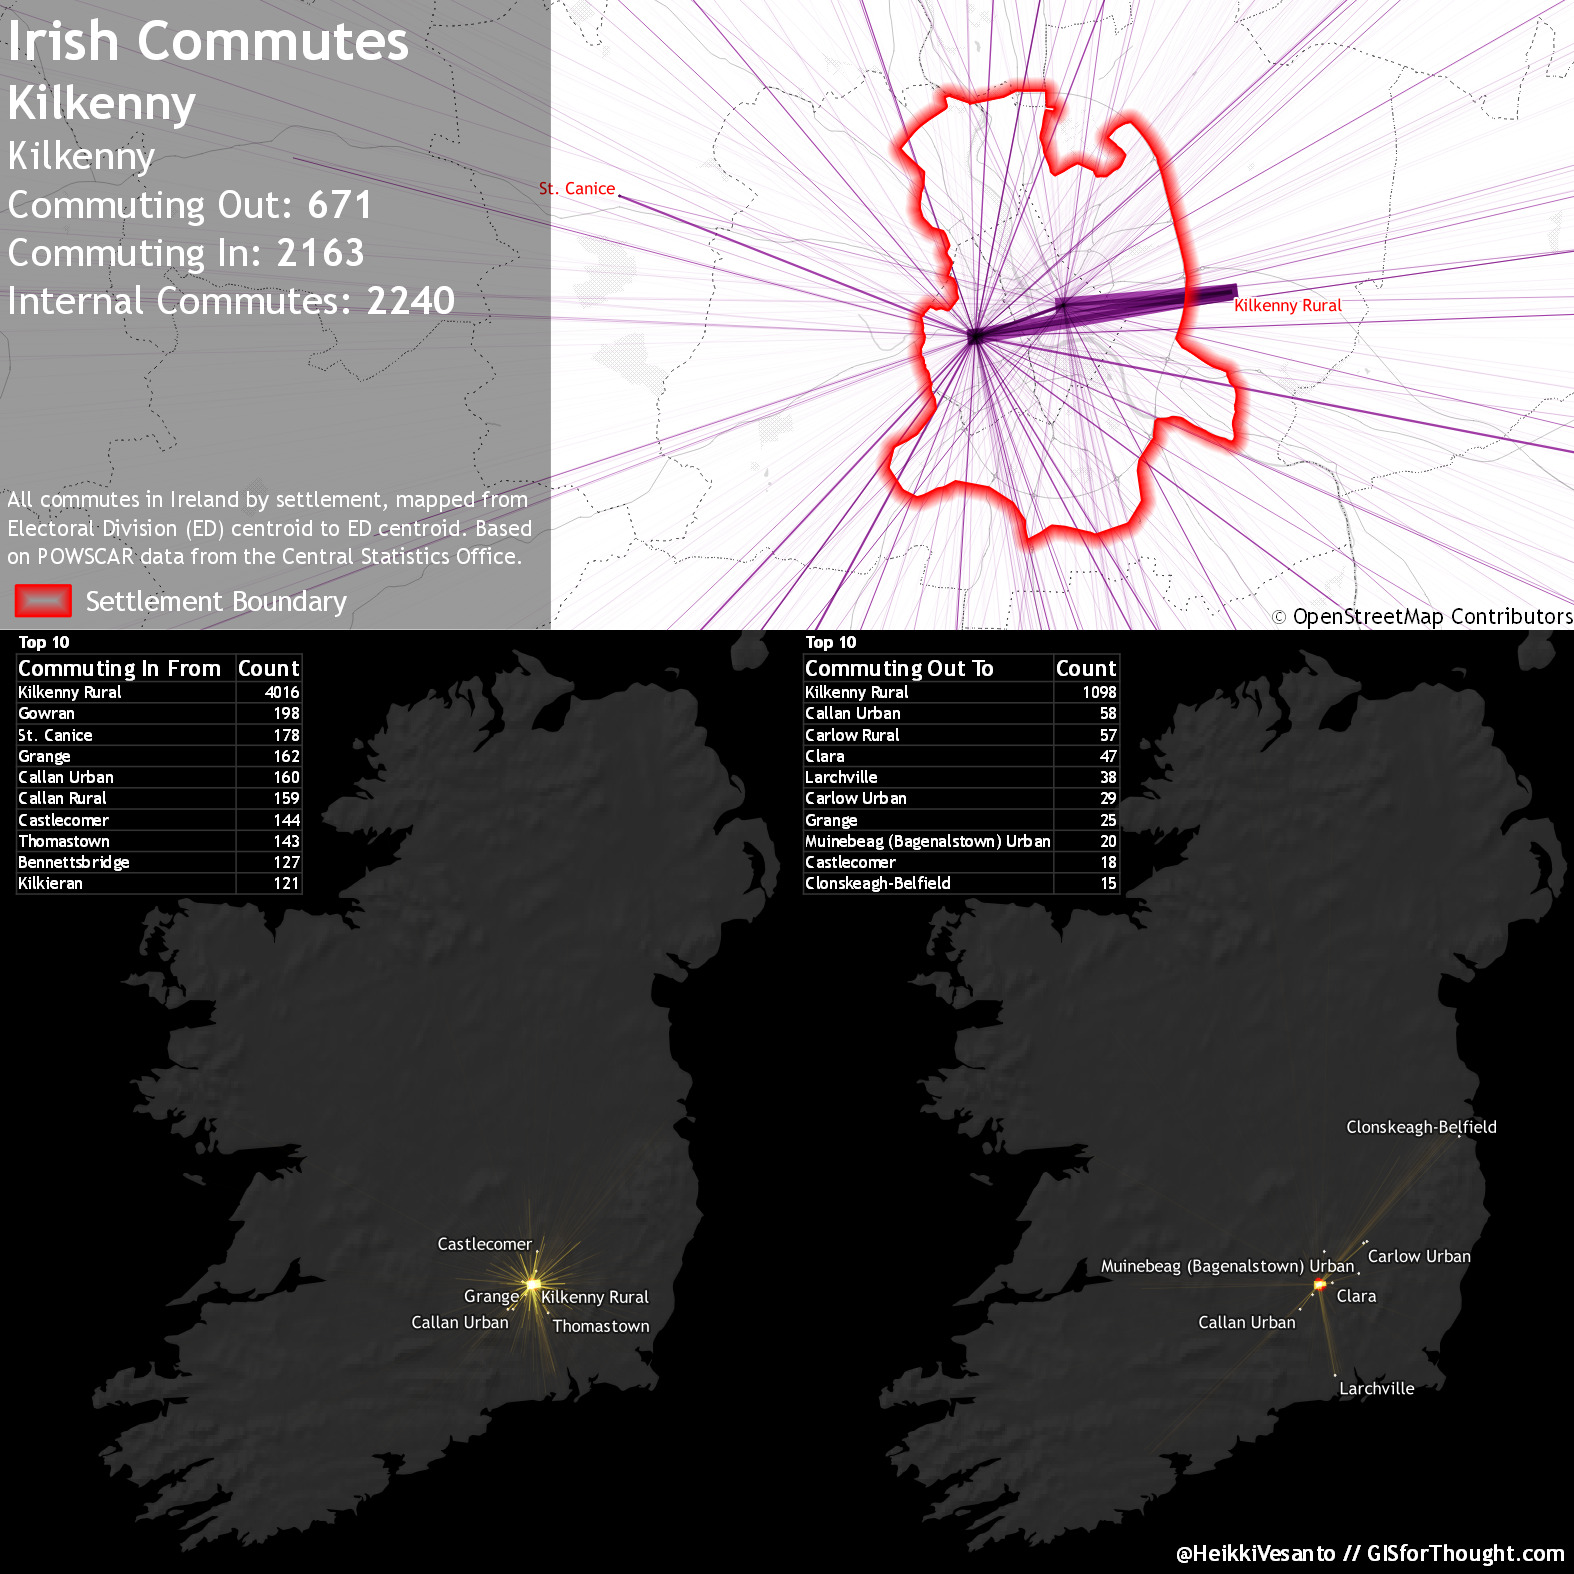 Irish Commutes
Kilkenny
Kilkenny
Commuting Out: 671
Commuting In: 2163
Internal Commutes: 2240
All commutes in Ireland by settlement, mapped from
Electoral Division (ED) centroid to ED centroid. Based
on POWSCAR data from the Central Statistics Office.
Settlement Boundary
St. Canice
Kilkenny Rural
© OpenStreetMap Contributors
Top 10
Commuting In From Count
Kilkenny Rural 4016
Gowran 198
St. Canice 178
Grange 162
Callan Urban 160
Callan Rural 159
Castlecomer 144
Thomastown 143
Bennettsbridge 127
Kilkieran 121
Top 10
Commuting Out To Count
Kilkenny Rural 1098
Callan Urban 58
Carlow Rural 57
Clara 47
Larchville 38
Carlow Urban 29
Grange 25
Muinebeag (Bagenalstown) Urban 20
Castlecomer 18
Clonskeagh-Belfield 15
Castlecomer
Grange
Kilkenny Rural
Callan Urban
Thomastown
Clonskeagh-Belfield
Carlow Urban
Muinebeag (Bagenalstown) Urban
Clara
Callan Urban
Larchville
@HeikkiVesanto // GISforThought.com